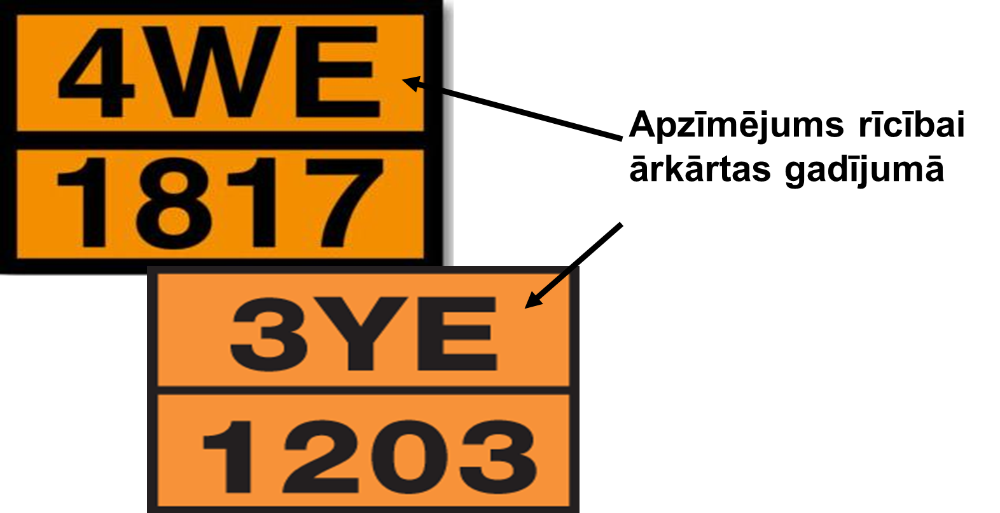 4WE
1817
Apzīmējums rīcībai
ārkārtas gadījumā
3YE
1203